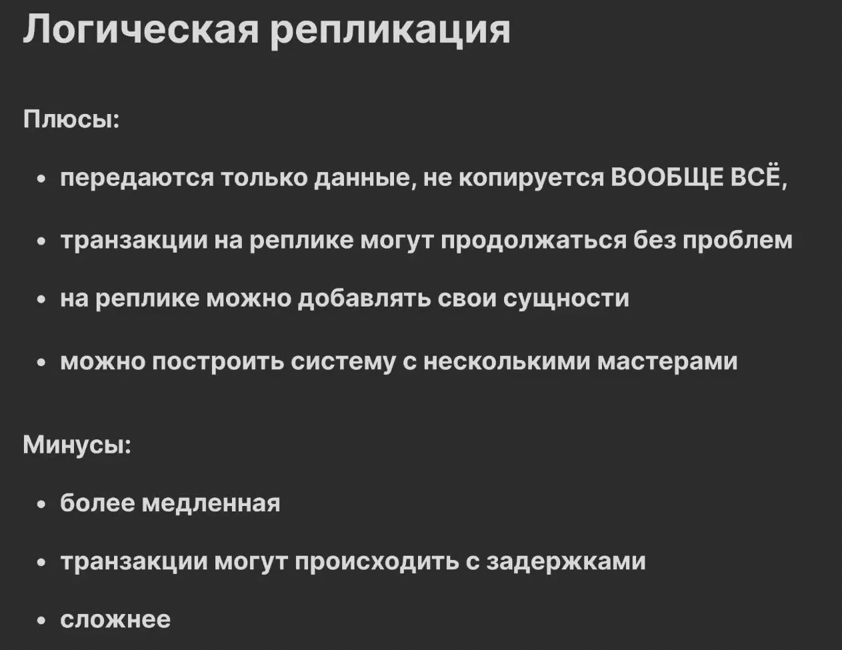 Логическая репликация
Плюсы:
• передаются только данные, не копируется ВООБЩЕ ВСЁ,
• транзакции на реплике могут продолжаться без проблем
• на реплике можно добавлять свои сущности
• можно построить систему с несколькими мастерами
Минусы:
• более медленная
• транзакции могут происходить с задержками
• сложнее